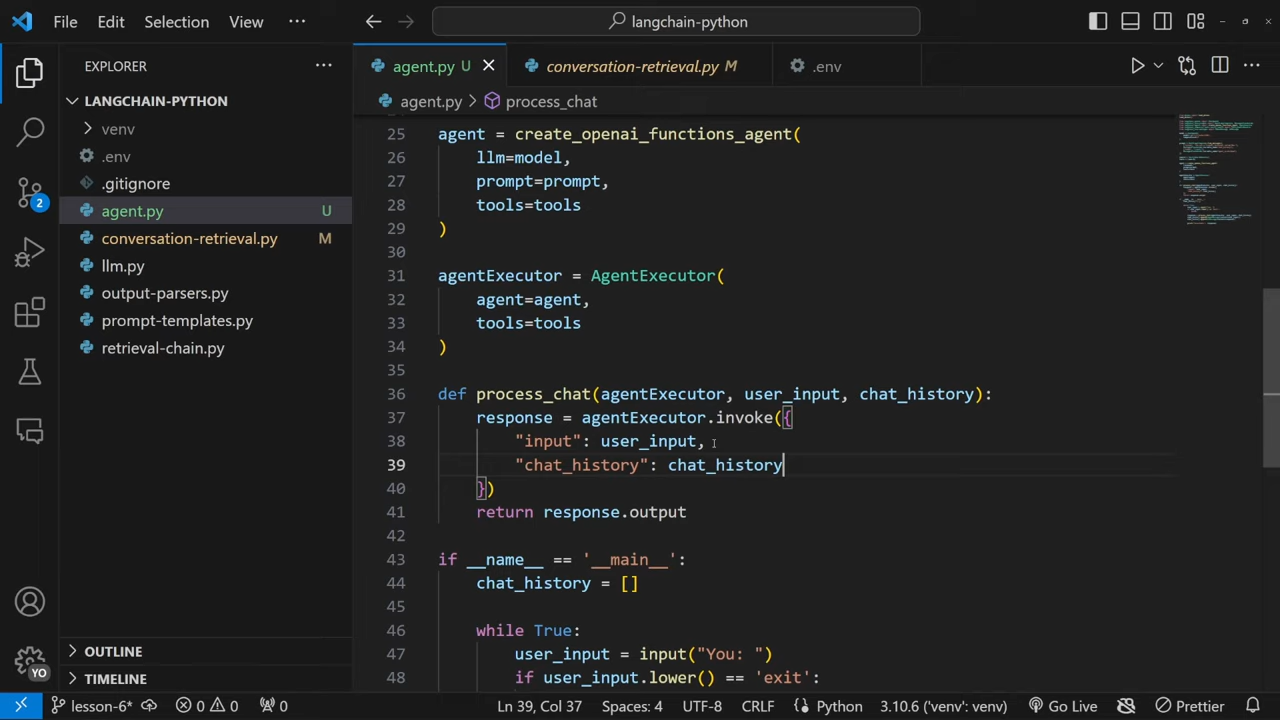 File Edit Selection View ··· langchain-python
EXPLORER ···
LANGCHAIN-PYTHON
venv
.env
.gitignore
agent.py U
conversation-retrieval.py M
llm.py
output-parsers.py
prompt-templates.py
retrieval-chain.py
OUTLINE
TIMELINE
2
YO
agent.py U conversation-retrieval.py M .env
agent.py > process_chat
25 agent = create_openai_functions_agent(
26 llm=model,
27 prompt=prompt,
28 tools=tools
29 )
30
31 agentExecutor = AgentExecutor(
32 agent=agent,
33 tools=tools
34 )
35
36 def process_chat(agentExecutor, user_input, chat_history):
37 response = agentExecutor.invoke({
38 "input": user_input,
39 "chat_history": chat_history
40 })
41 return response.output
42
43 if __name__ == '__main__':
44 chat_history = []
45
46 while True:
47 user_input = input("You: ")
48 if user_input.lower() == 'exit':
lesson-6* 0 0 0 Ln 39, Col 37 Spaces: 4 UTF-8 CRLF Python 3.10.6 ('venv': venv) Go Live Prettier